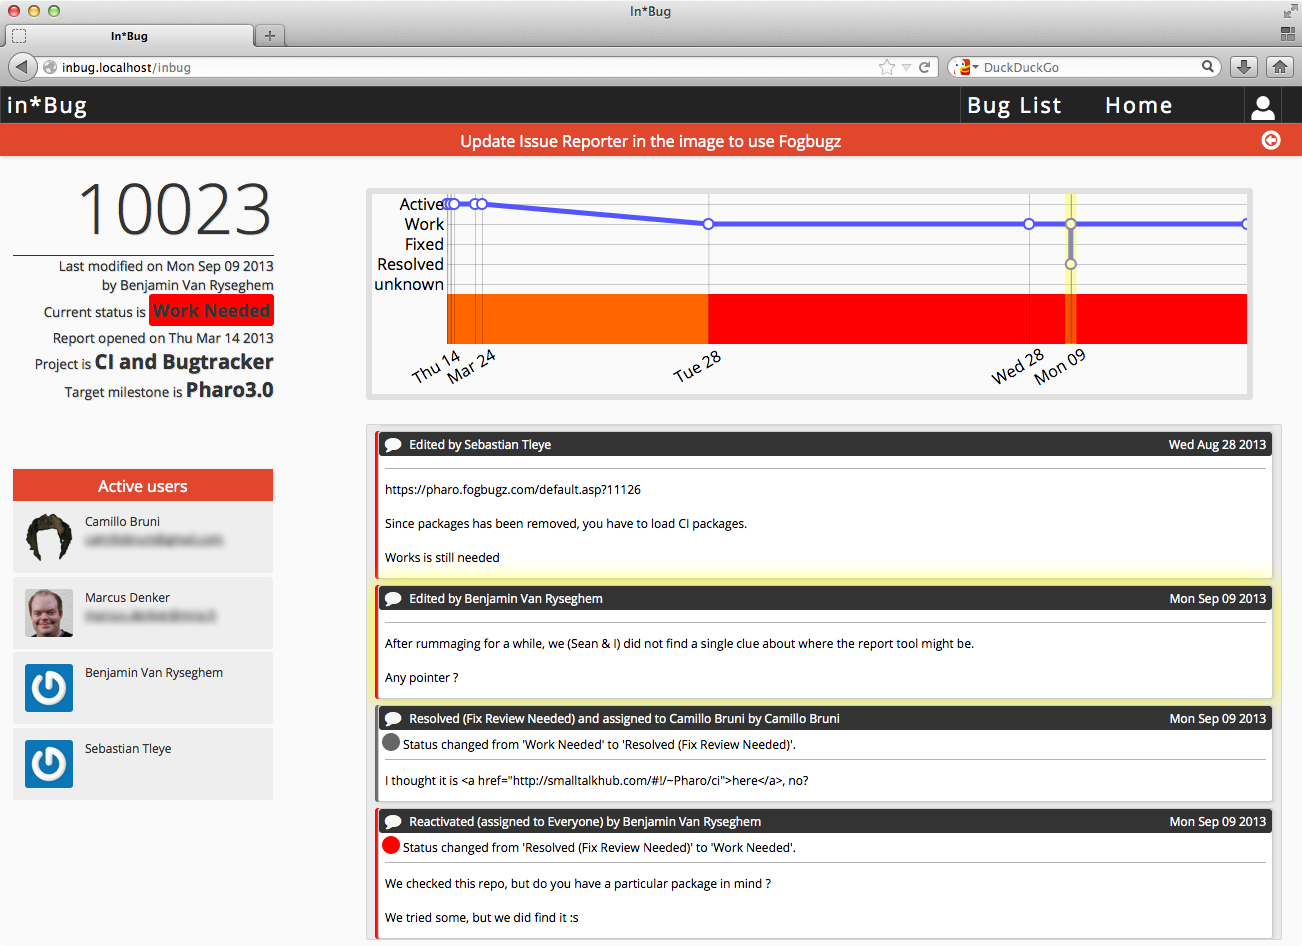 In*Bug
In*Bug
inbug.localhost/inbug
DuckDuckGo
in*Bug
Bug List
Home
Update Issue Reporter in the image to use Fogbugz
10023
Last modified on Mon Sep 09 2013
by Benjamin Van Ryseghem
Current status is Work Needed
Report opened on Thu Mar 14 2013
Project is CI and Bugtracker
Target milestone is Pharo3.0
Active users
Camillo Bruni
Marcus Denker
Benjamin Van Ryseghem
Sebastian Tleye
Active
Work
Fixed
Resolved
unknown
Thu 14
Mar 24
Tue 28
Wed 28
Mon 09
Edited by Sebastian Tleye Wed Aug 28 2013
https://pharo.fogbugz.com/default.asp?11126
Since packages has been removed, you have to load CI packages.
Works is still needed
Edited by Benjamin Van Ryseghem Mon Sep 09 2013
After rummaging for a while, we (Sean & I) did not find a single clue about where the report tool might be.
Any pointer ?
Resolved (Fix Review Needed) and assigned to Camillo Bruni by Camillo Bruni Mon Sep 09 2013
Status changed from 'Work Needed' to 'Resolved (Fix Review Needed)'.
I thought it is <a href="http://smalltalkhub.com/#!/~Pharo/ci">here</a>, no?
Reactivated (assigned to Everyone) by Benjamin Van Ryseghem Mon Sep 09 2013
Status changed from 'Resolved (Fix Review Needed)' to 'Work Needed'.
We checked this repo, but do you have a particular package in mind ?
We tried some, but we did find it :s